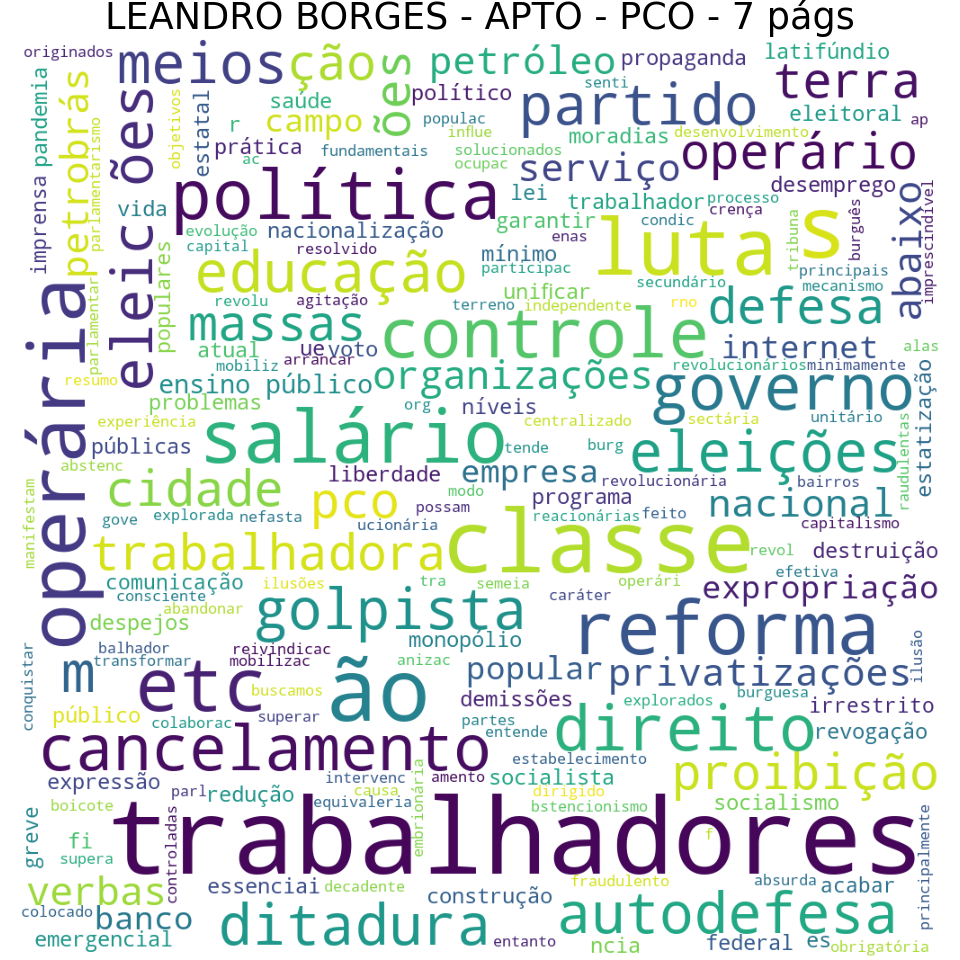 LEANDRO BORGES - APTO - PCO - 7 págs
originados
meios
ção
ões
petróleo
propaganda
latifúndio
terra
senti
político
partido
eleitoral
ap
pandemia
imprensa
petrobrás
parlamentarismo
objetivos
estatal
saúde
campo
r
prática
ac
fundamentais
populac
influe
solucionados
ocupac
moradias
desenvolvimento
serviço
operário
desemprego
política
lei
trabalhador
processo
crença
vida
garantir
condic
luta
s
tribuna
burguês
abaixo
imprescindível
evolução
nacionalização
capital
resolvido
enas
mínimo
participac
principais
mecanismo
eleic
ões
populares
parlamentar
educação
secundário
unificar
revolu
agitação
terreno
independente
rno
defesa
massas
controle
internet
alas
atual
ue
voto
mobiliz
arrancar
revolucionários
minimamente
resumo
ensino
público
organizações
governo
estatização
problemas
org
níveis
centralizado
sectária
unitário
experiência
operária
salário
públicas
tende
burg
eleições
raudulentas
abstenc
liberdade
empresa
revolucionária
bairros
cidade
pco
modo
programa
nacional
manifestam
possam
gove
explorada
nefasta
ucionária
reacionárias
feito
capitalismo
trabalhadora
classe
revol
destruição
comunicação
ilusões
tra
semeia
operári
efetiva
consciente
caráter
expropriação
abandonar
despejos
golpista
reforma
monopólio
balhador
reivindicac
transformar
mobilizac
anizac
popular
privatizações
ilusão
conquistar
m
etc
ão
buscamos
demissões
explorados
burguesa
irrestrito
público
colaborac
superar
partes
entende
direito
revogação
cancelamento
estabelecimento
expressão
intervenc
amento
socialista
proibição
parl
redução
causa
dirigido
boicote
equivaleria
embrionária
bstencionismo
socialismo
greve
fi
supera
controladas
trabalhadores
f
principalmente
verbas
essenciai
decadente
fraudulento
absurda
acabar
construção
colocado
banco
ditadura
autodefesa
emergencial
entanto
ncia
federal
es
obrigatória